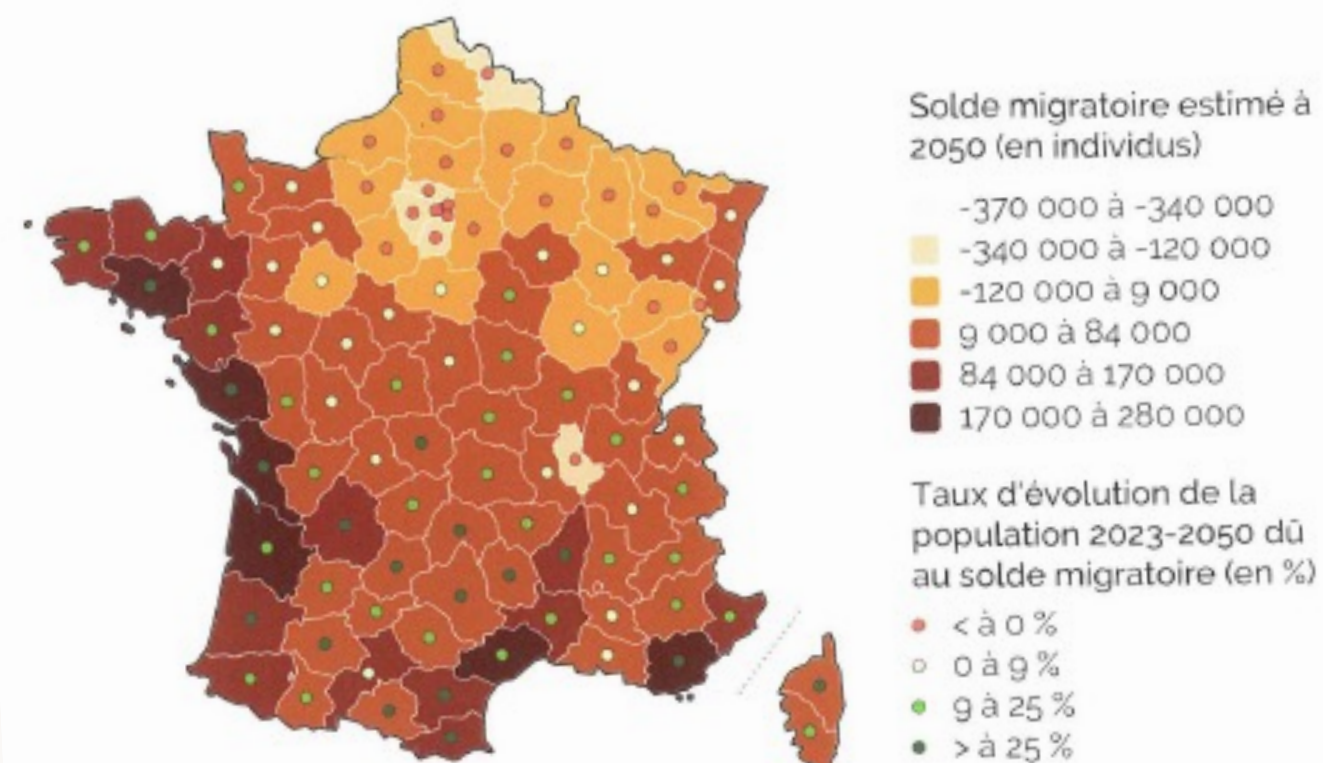 Solde migratoire estimé à
2050 (en individus)
-370 000 à -340 000
-340 000 à -120 000
-120 000 à 9 000
9 000 à 84 000
84 000 à 170 000
170 000 à 280 000
Taux d'évolution de la
population 2023-2050 dû
au solde migratoire (en %)
< à 0 %
0 à 9 %
9 à 25 %
> à 25 %